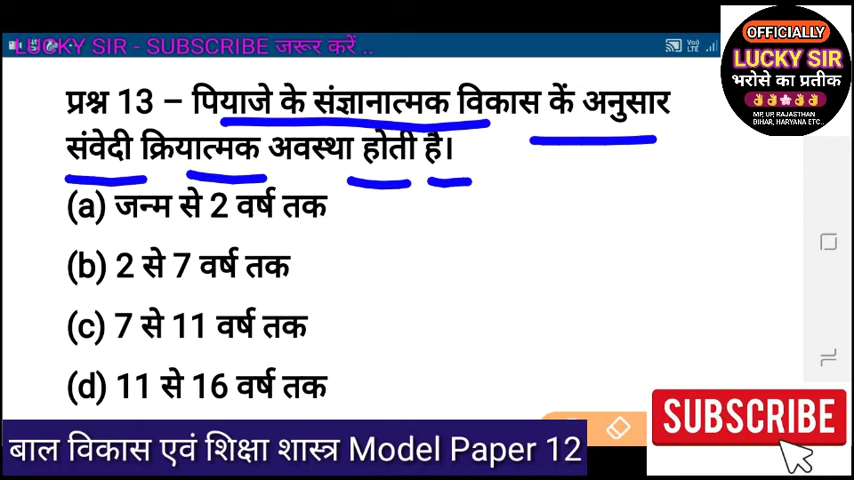 LUCKY SIR - SUBSCRIBE जरूर करें ..
OFFICIALLY
LUCKY SIR
भरोसे का प्रतीक
MP, UP, RAJASTHAN
BIHAR, HARYANA ETC..
प्रश्न 13 – पियाजे के संज्ञानात्मक विकास कें अनुसार
संवेदी क्रियात्मक अवस्था होती है।
(a) जन्म से 2 वर्ष तक
(b) 2 से 7 वर्ष तक
(c) 7 से 11 वर्ष तक
(d) 11 से 16 वर्ष तक
SUBSCRIBE
बाल विकास एवं शिक्षा शास्त्र Model Paper 12